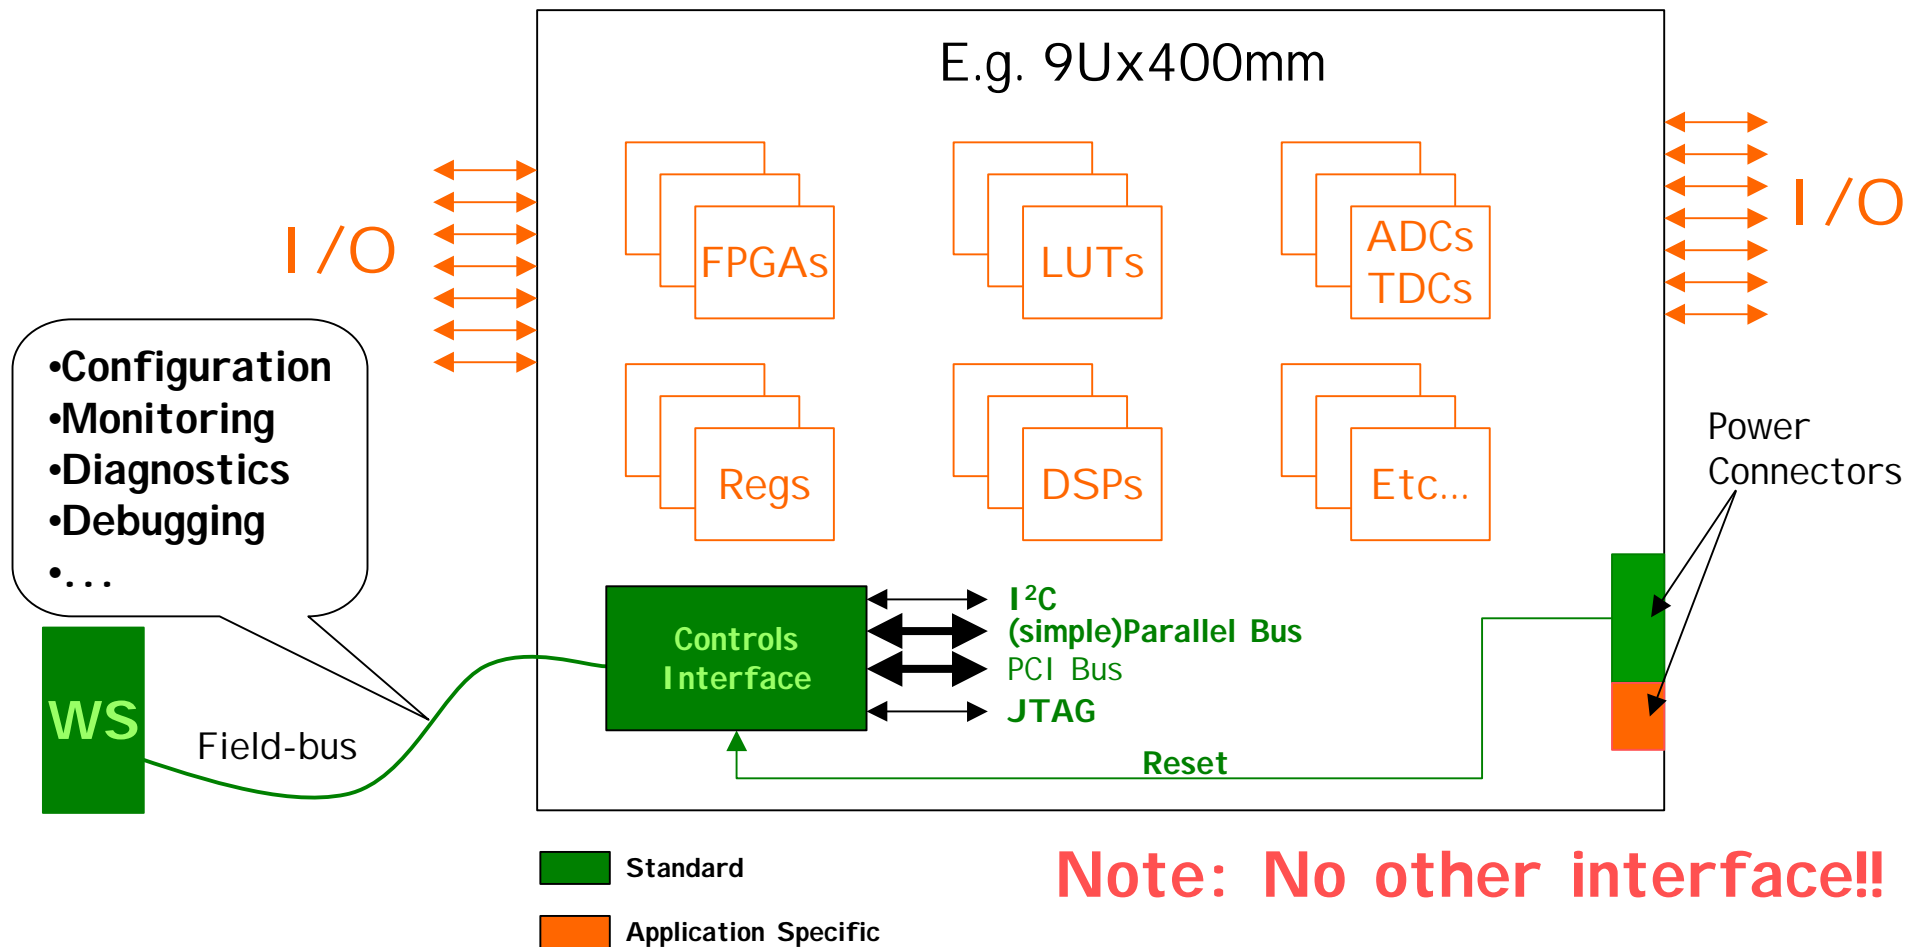 E.g. 9Ux400mm
I/O
I/O
FPGAs
LUTs
ADCs
TDCs
•Configuration
•Monitoring
•Diagnostics
•Debugging
•...
Regs
DSPs
Etc...
Power
Connectors
Controls
Interface
I²C
(simple)Parallel Bus
PCI Bus
JTAG
WS
Field-bus
Reset
Standard
Note: No other interface!!
Application Specific